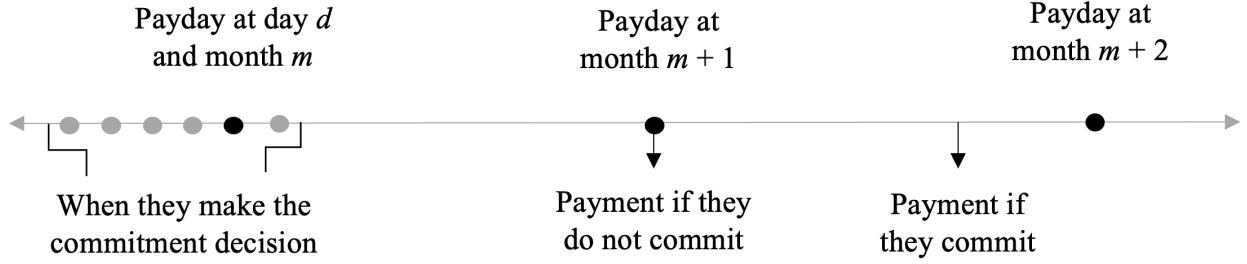 Payday at day d
and month m
Payday at
month m + 1
Payday at
month m + 2
When they make the
commitment decision
Payment if they
do not commit
Payment if
they commit